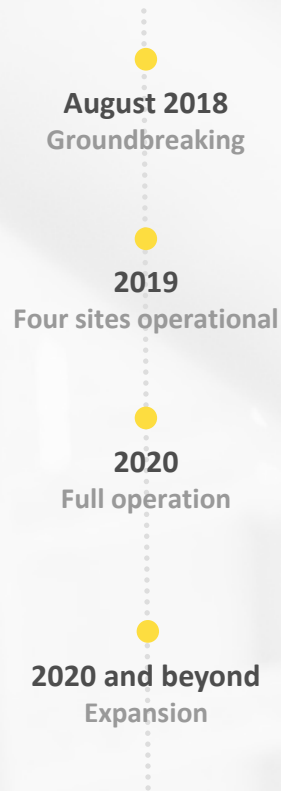 August 2018
Groundbreaking
2019
Four sites operational
2020
Full operation
2020 and beyond
Expansion